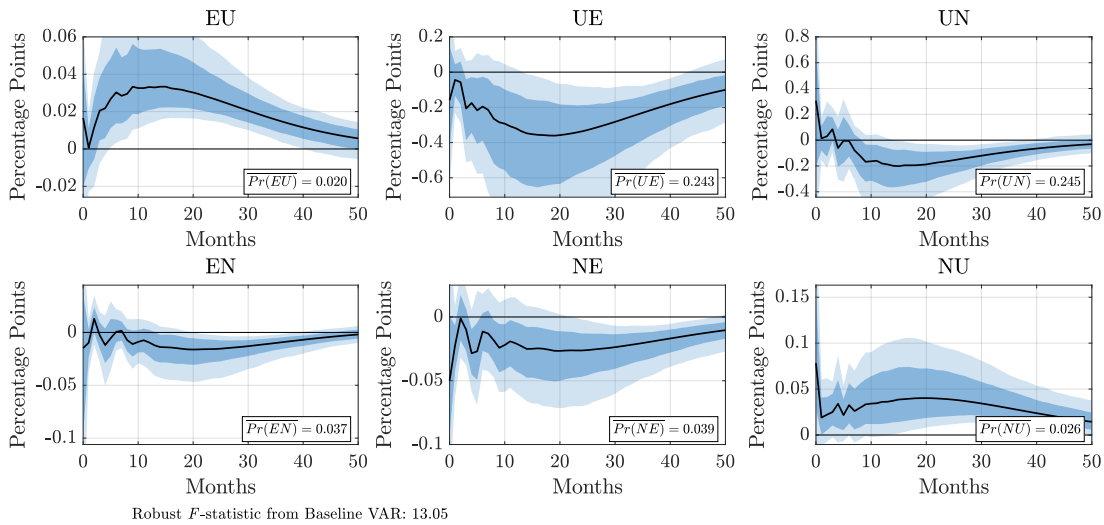 EU
UE
UN
Percentage Points
0.06
0.04
0.02
0
-0.02
Pr(EU) = 0.020
0 10 20 30 40 50
Months
Percentage Points
0.2
0
-0.2
-0.4
-0.6
Pr(UE) = 0.243
0 10 20 30 40 50
Months
Percentage Points
0.8
0.6
0.4
0.2
0
-0.2
-0.4
Pr(UN) = 0.245
0 10 20 30 40 50
Months
EN
NE
NU
Percentage Points
0
-0.05
-0.1
Pr(EN) = 0.037
0 10 20 30 40 50
Months
Percentage Points
0
-0.05
-0.1
Pr(NE) = 0.039
0 10 20 30 40 50
Months
Percentage Points
0.15
0.1
0.05
0
Pr(NU) = 0.026
0 10 20 30 40 50
Months
Robust F-statistic from Baseline VAR: 13.05